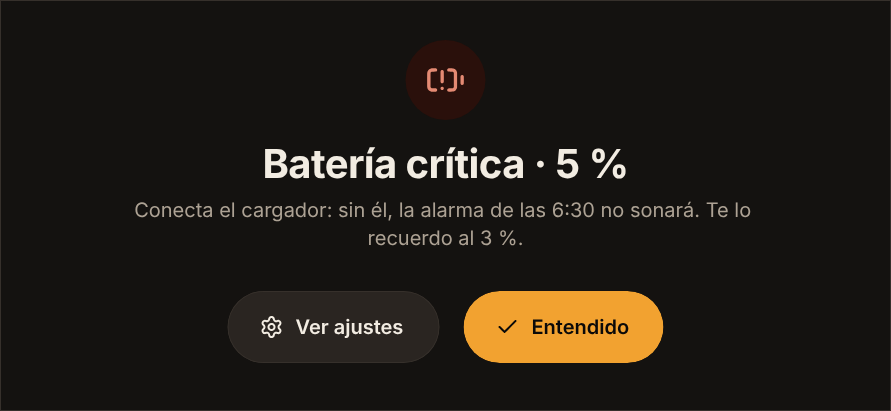 Batería crítica · 5 %
Conecta el cargador: sin él, la alarma de las 6:30 no sonará. Te lo
recuerdo al 3 %.
Ver ajustes
Entendido